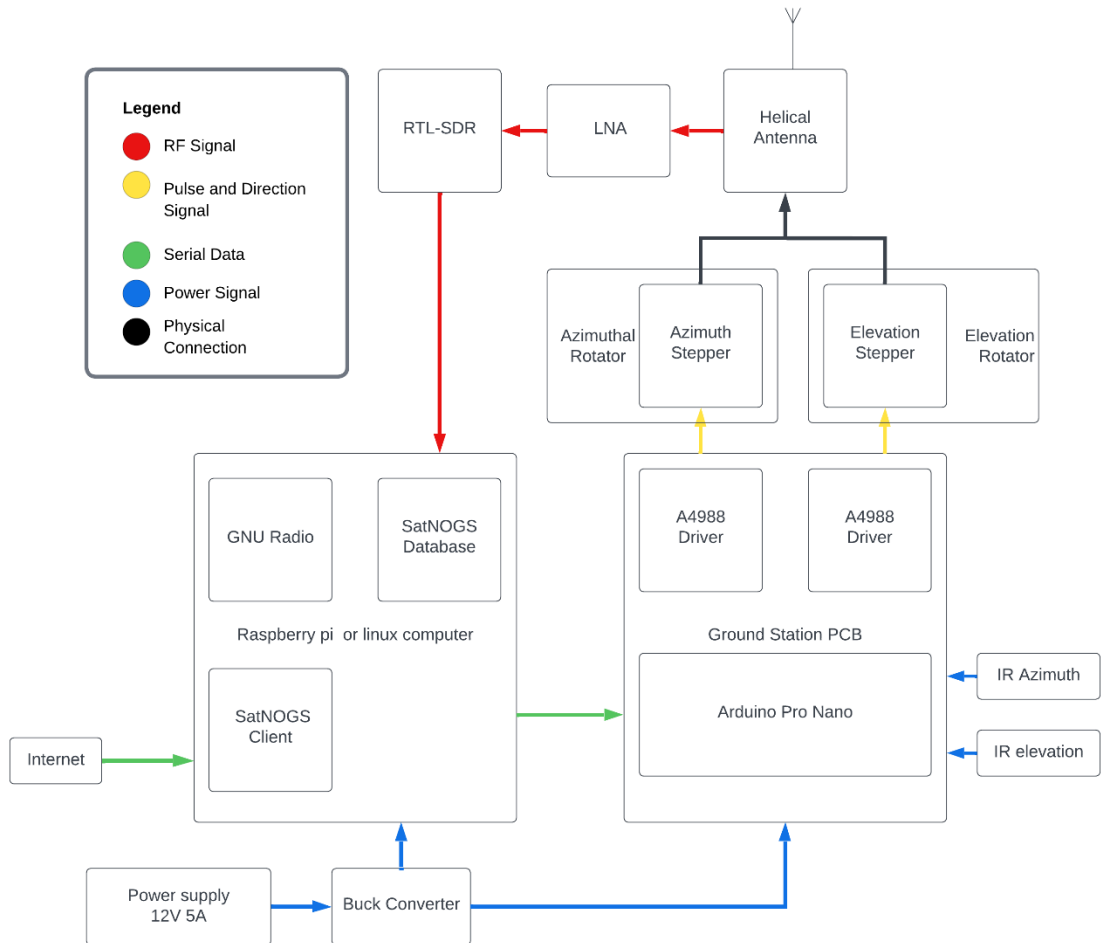 Legend
RF Signal
Pulse and Direction
Signal
Serial Data
Power Signal
Physical
Connection
RTL-SDR
LNA
Helical
Antenna
Azimuthal
Rotator
Azimuth
Stepper
Elevation
Stepper
Elevation
Rotator
GNU Radio
SatNOGS
Database
Raspberry pi  or linux computer
SatNOGS
Client
A4988
Driver
A4988
Driver
Ground Station PCB
Arduino Pro Nano
IR Azimuth
IR elevation
Internet
Power supply
12V 5A
Buck Converter